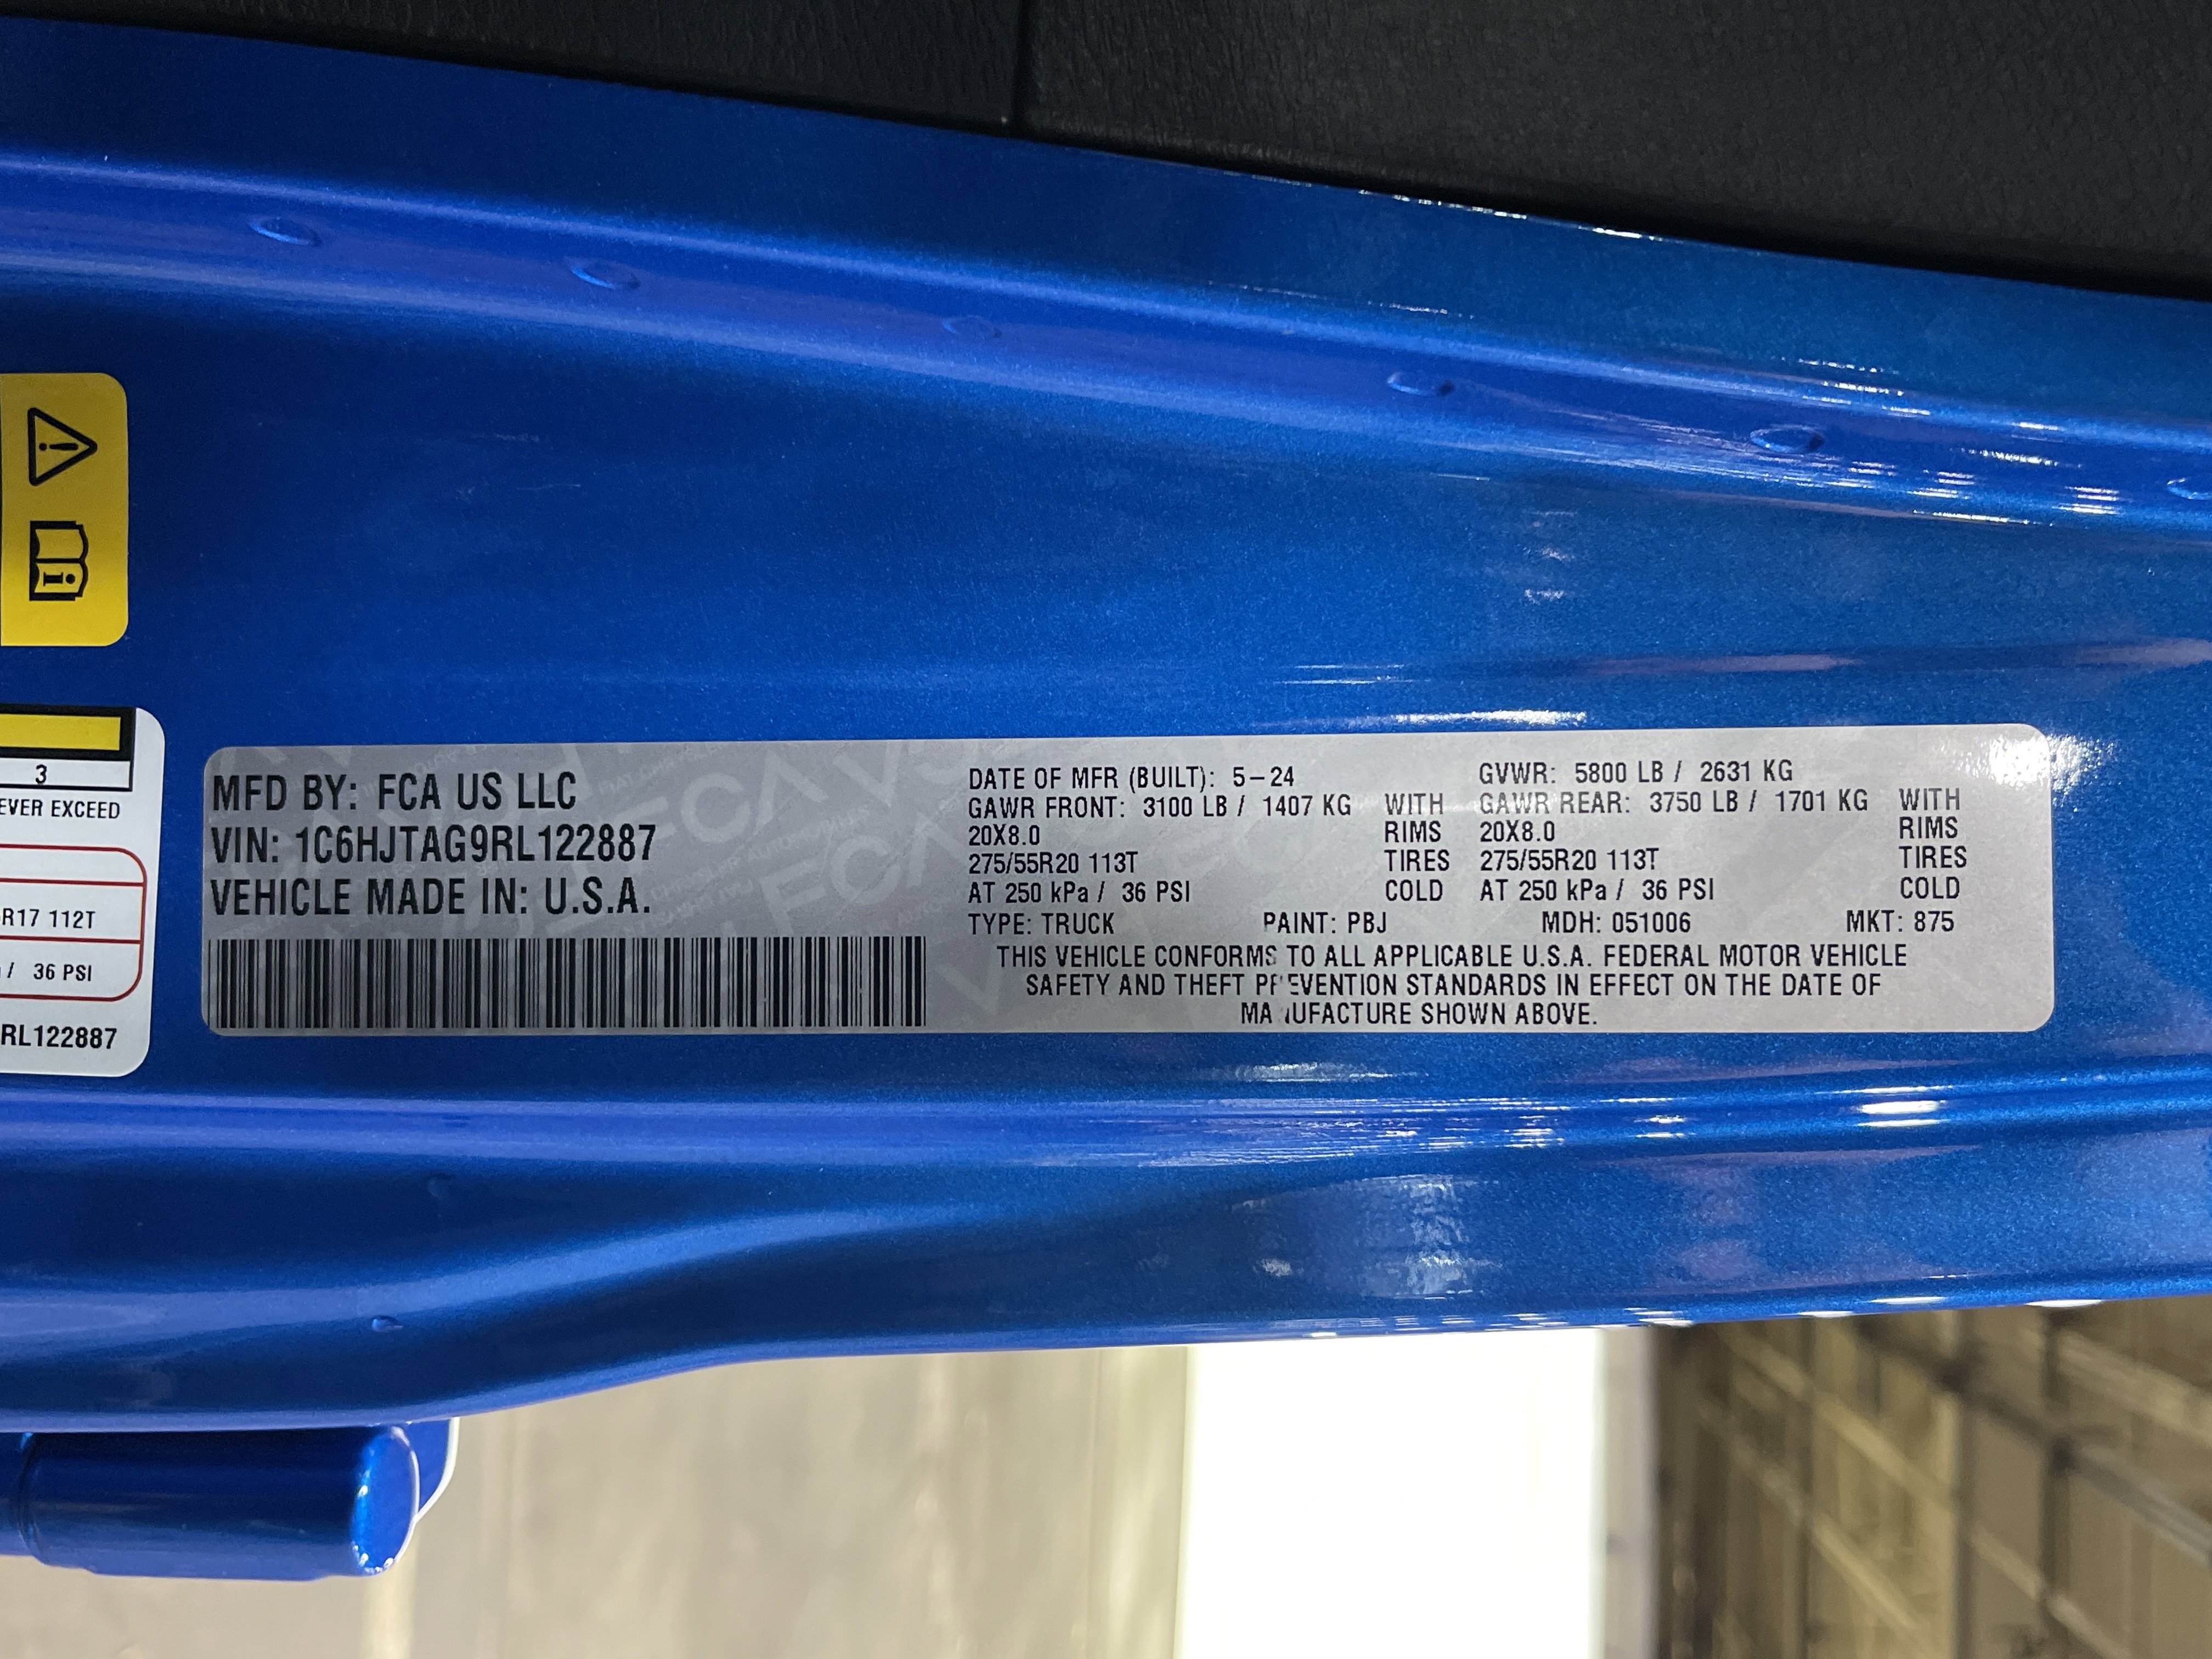 3
EVER EXCEED
R17 112T
/ 36 PSI
RL122887
MFD BY: FCA US LLC
VIN: 1C6HJTAG9RL122887
VEHICLE MADE IN: U.S.A.
DATE OF MFR (BUILT): 5-24 GVWR: 5800 LB / 2631 KG
GAWR FRONT: 3100 LB / 1407 KG WITH GAWR REAR: 3750 LB / 1701 KG WITH
20X8.0 RIMS 20X8.0 RIMS
275/55R20 113T TIRES 275/55R20 113T TIRES
AT 250 kPa / 36 PSI COLD AT 250 kPa / 36 PSI COLD
TYPE: TRUCK PAINT: PBJ MDH: 051006 MKT: 875
THIS VEHICLE CONFORMS TO ALL APPLICABLE U.S.A. FEDERAL MOTOR VEHICLE
SAFETY AND THEFT PREVENTION STANDARDS IN EFFECT ON THE DATE OF
MANUFACTURE SHOWN ABOVE.